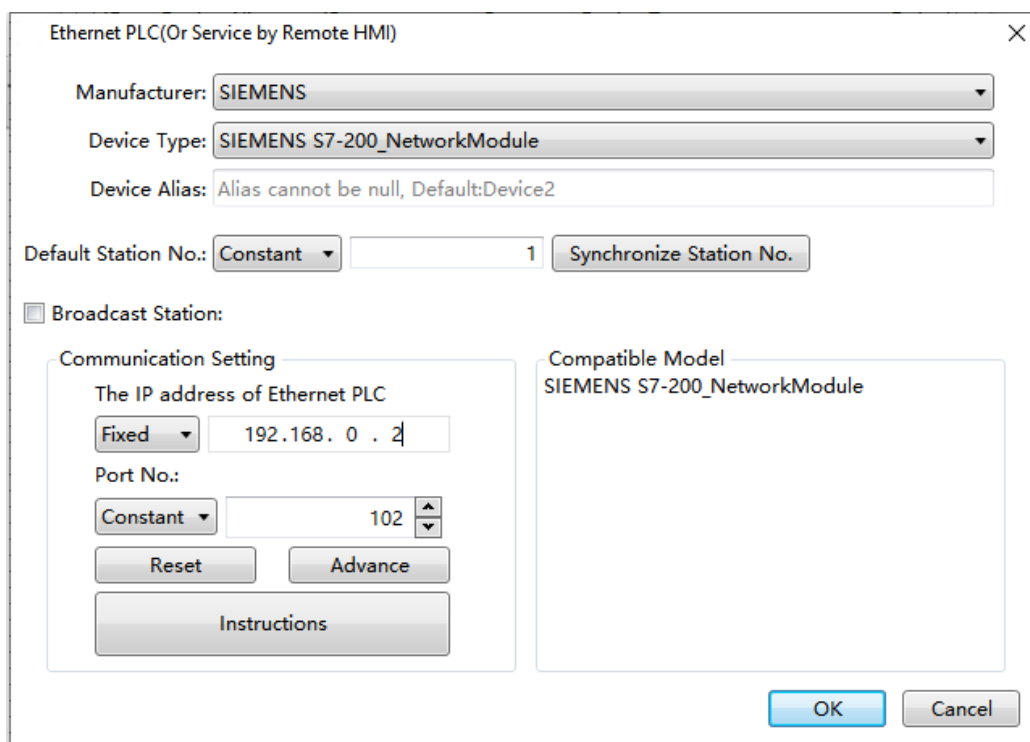 Ethernet PLC(Or Service by Remote HMI)
Manufacturer: SIEMENS
Device Type: SIEMENS S7-200_NetworkModule
Device Alias: Alias cannot be null, Default:Device2
Default Station No.: Constant 1 Synchronize Station No.
Broadcast Station:
Communication Setting
The IP address of Ethernet PLC
Fixed 192.168. 0 . 2
Port No.:
Constant 102
Reset Advance
Instructions
Compatible Model
SIEMENS S7-200_NetworkModule
OK Cancel